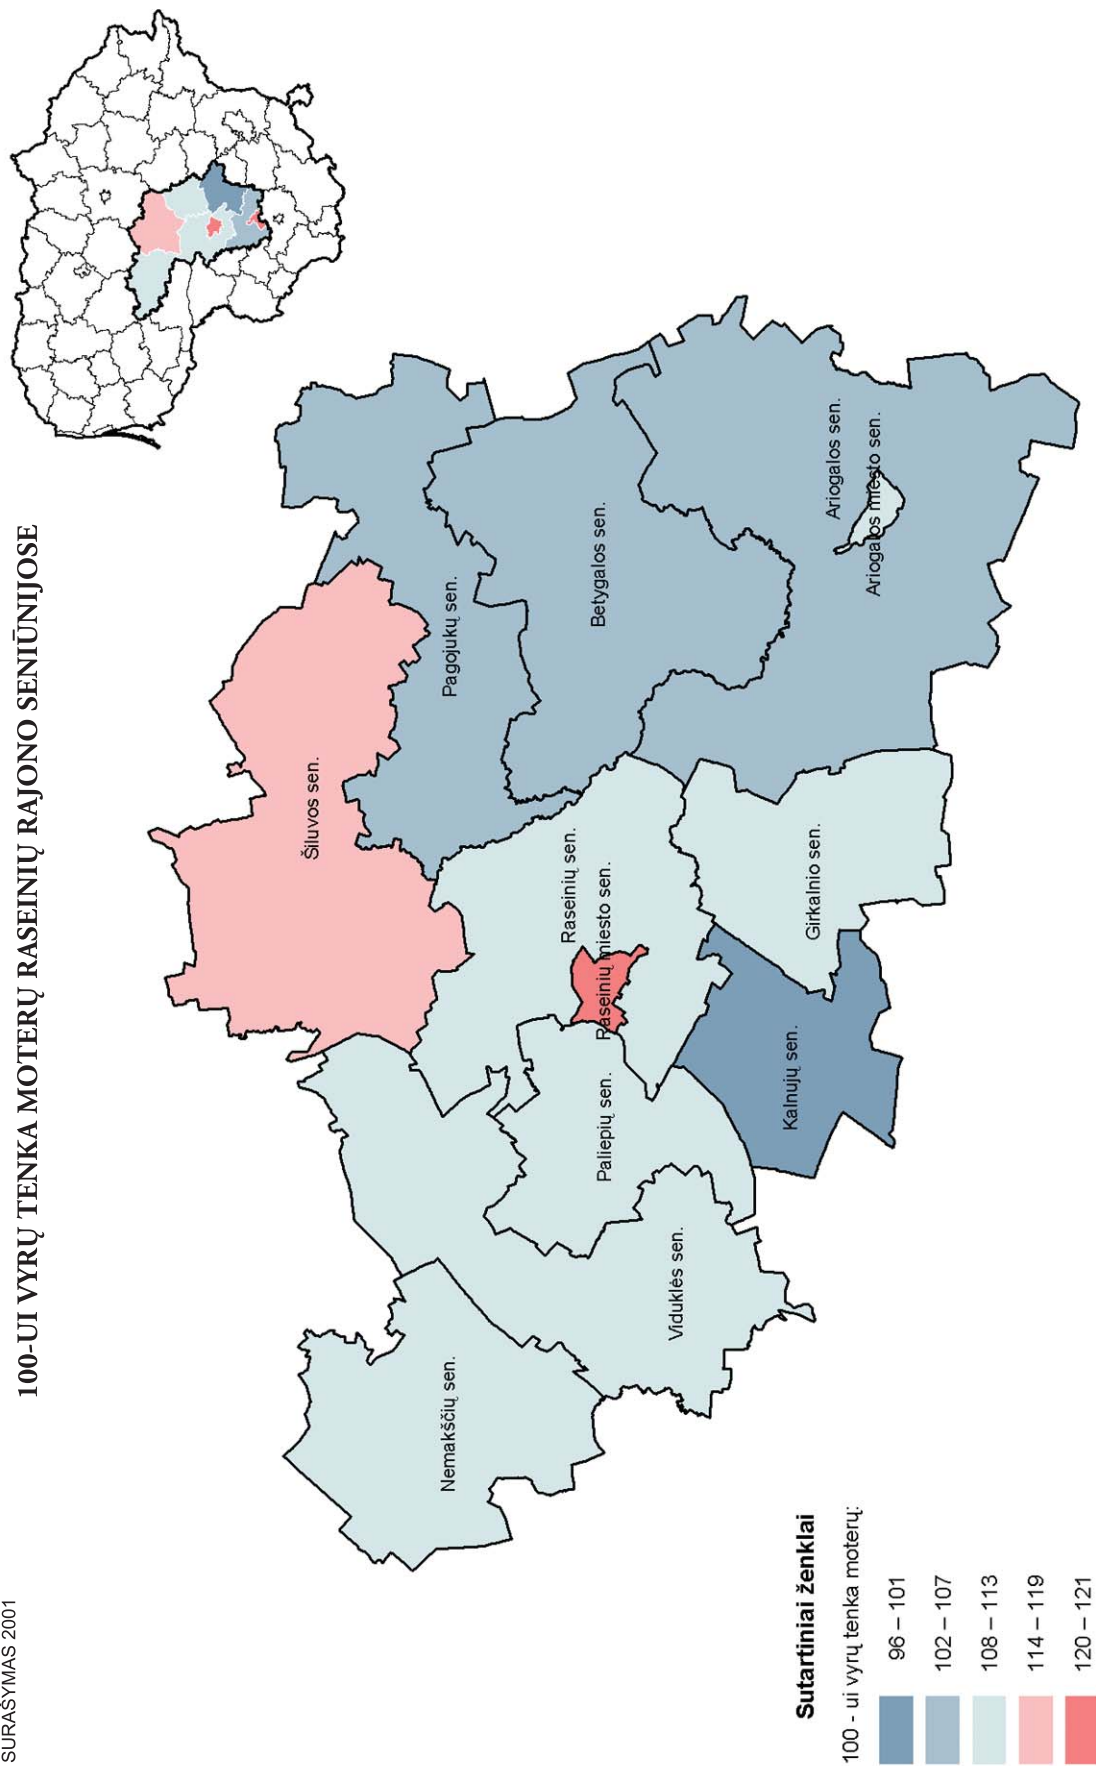 SURAŠYMAS 2001
100-UI VYRŲ TENKA MOTERŲ RASEINIŲ RAJONO SENIŪNIJOSE
Šiluvos sen.
Pagojukų sen.
Nemakščių sen.
Betygalos sen.
Raseinių sen.
Raseinių miesto sen.
Paliepių sen.
Viduklės sen.
Ariogalos sen.
Ariogalos miesto sen.
Girkalnio sen.
Kalnujų sen.
Sutartiniai ženklai
100 - ui vyrų tenka moterų:
96 – 101
102 – 107
108 – 113
114 – 119
120 – 121